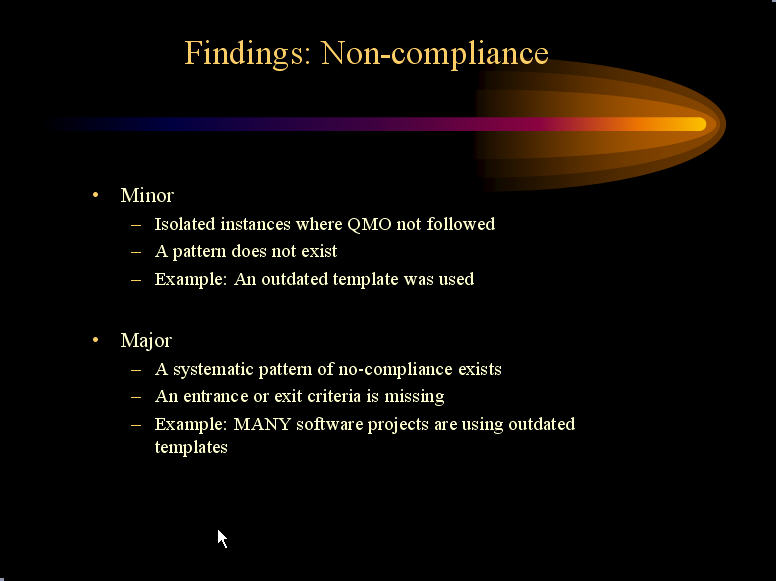 Findings: Non-compliance
• Minor
– Isolated instances where QMO not followed
– A pattern does not exist
– Example: An outdated template was used
• Major
– A systematic pattern of no-compliance exists
– An entrance or exit criteria is missing
– Example: MANY software projects are using outdated
templates